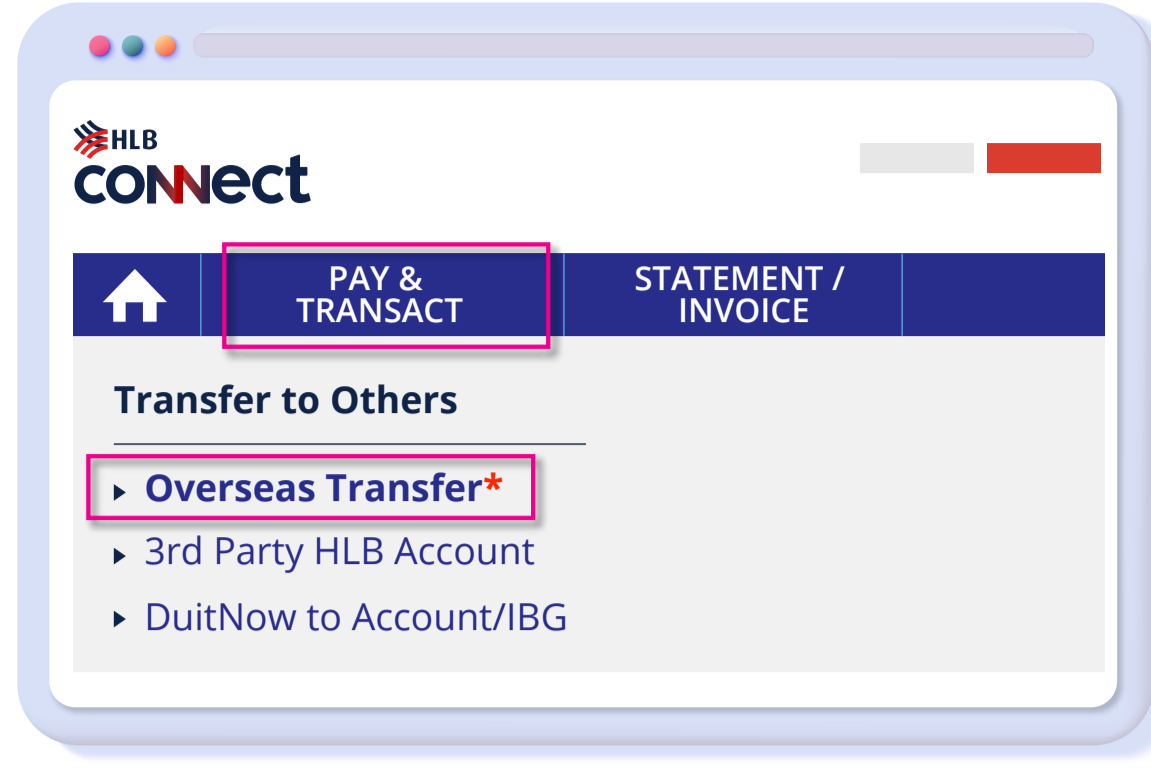 HLB
connect
PAY &
TRANSACT
STATEMENT /
INVOICE
Transfer to Others
Overseas Transfer*
3rd Party HLB Account
DuitNow to Account/IBG